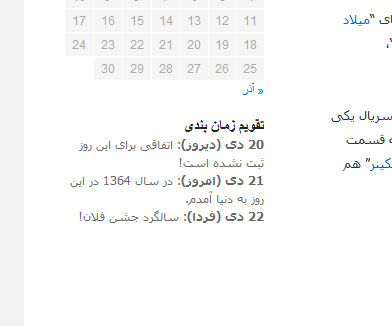 11 12 13 14 15 16 17
18 19 20 21 22 23 24
25 26 27 28 29 30
« آذر
تقویم زمان بندی
20 دی (دیروز): اتفاقی برای این روز
ثبت نشده است!
21 دی (امروز): در سال 1364 در این
روز به دنیا آمدم.
22 دی (فردا): سالگرد جشن فلان!
ای "میلاد
سریال یکی
ه قسمت
کینز" هم